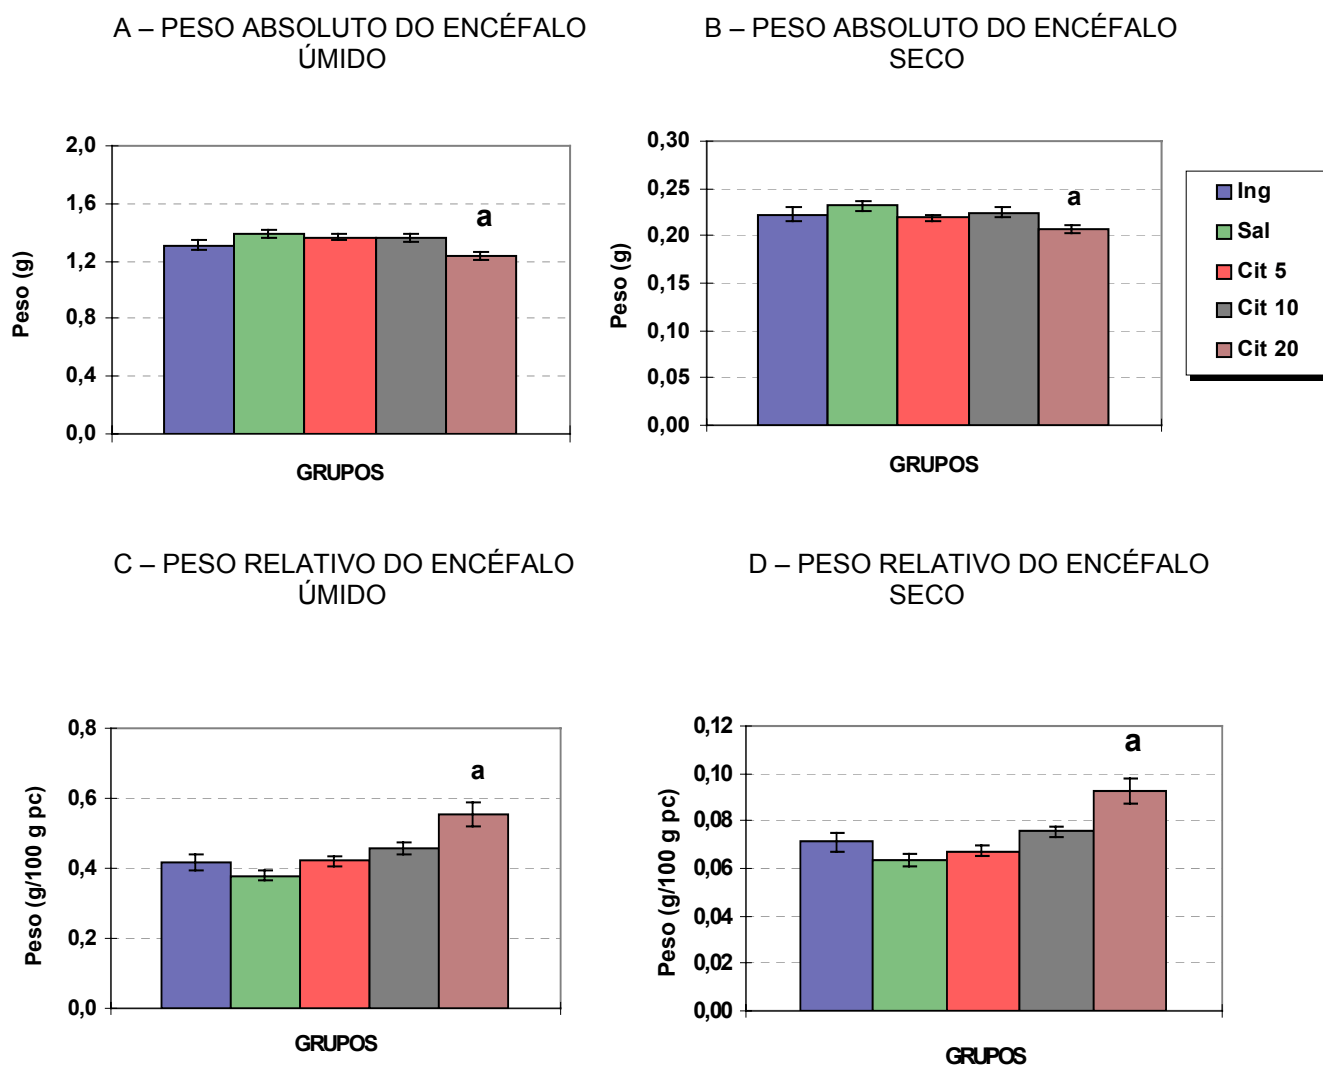 A – PESO ABSOLUTO DO ENCÉFALO
ÚMIDO
B – PESO ABSOLUTO DO ENCÉFALO
SECO
2,0
1,6
1,2
0,8
0,4
0,0
Peso (g)
a
GRUPOS
0,30
0,25
0,20
0,15
0,10
0,05
0,00
Peso (g)
a
GRUPOS
Ing
Sal
Cit 5
Cit 10
Cit 20
C – PESO RELATIVO DO ENCÉFALO
ÚMIDO
D – PESO RELATIVO DO ENCÉFALO
SECO
0,8
0,6
0,4
0,2
0,0
Peso (g/100 g pc)
a
GRUPOS
0,12
0,10
0,08
0,06
0,04
0,02
0,00
Peso (g/100 g pc)
a
GRUPOS